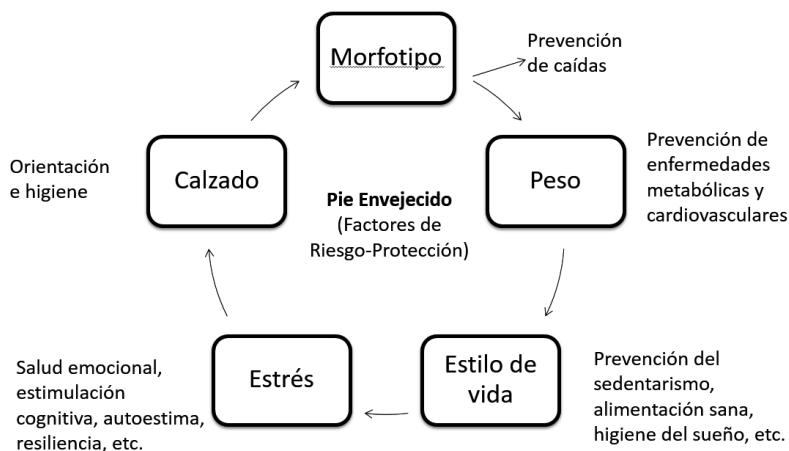 Morfotipo
Prevención
de caídas
Peso
Prevención de
enfermedades
metabólicas y
cardiovasculares
Estilo de
vida
Prevención del
sedentarismo,
alimentación sana,
higiene del sueño, etc.
Estrés
Salud emocional,
estimulación
cognitiva, autoestima,
resiliencia, etc.
Calzado
Orientación
e higiene
Pie Envejecido
(Factores de
Riesgo-Protección)